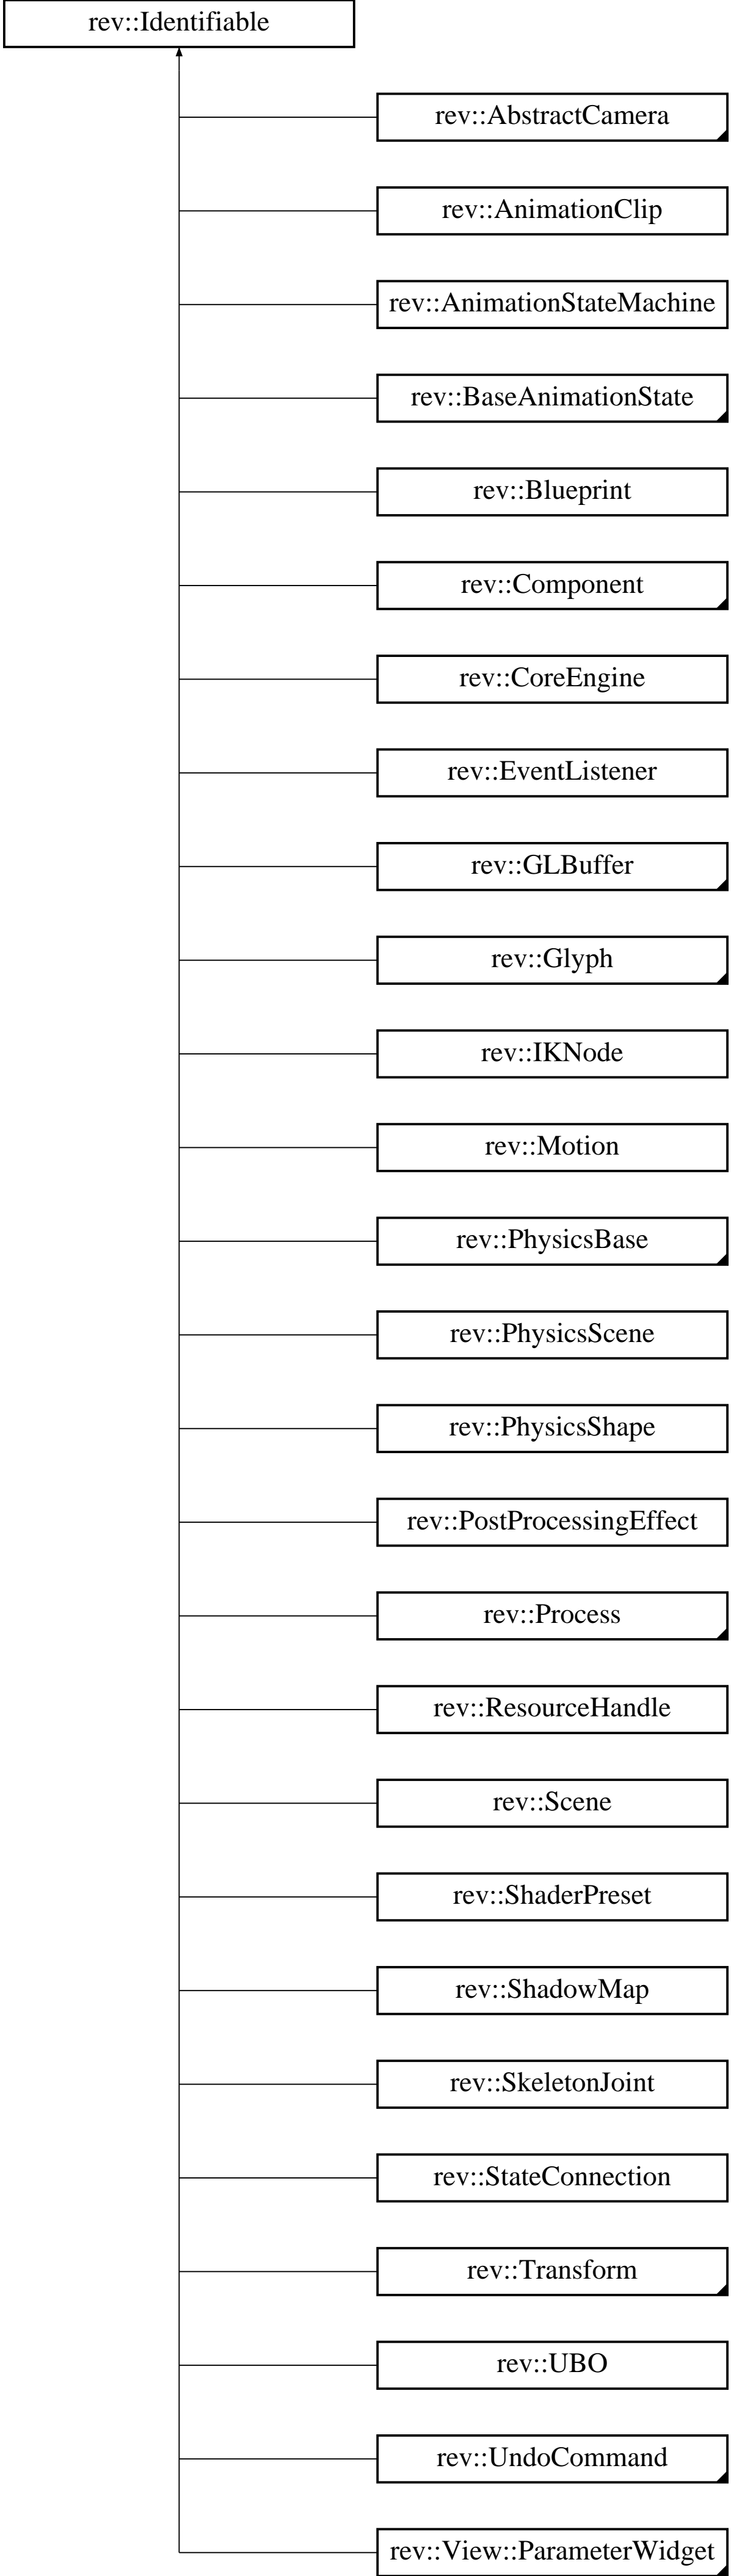 rev::Identifiable
rev::AbstractCamera
rev::AnimationClip
rev::AnimationStateMachine
rev::BaseAnimationState
rev::Blueprint
rev::Component
rev::CoreEngine
rev::EventListener
rev::GLBuffer
rev::Glyph
rev::IKNode
rev::Motion
rev::PhysicsBase
rev::PhysicsScene
rev::PhysicsShape
rev::PostProcessingEffect
rev::Process
rev::ResourceHandle
rev::Scene
rev::ShaderPreset
rev::ShadowMap
rev::SkeletonJoint
rev::StateConnection
rev::Transform
rev::UBO
rev::UndoCommand
rev::View::ParameterWidget